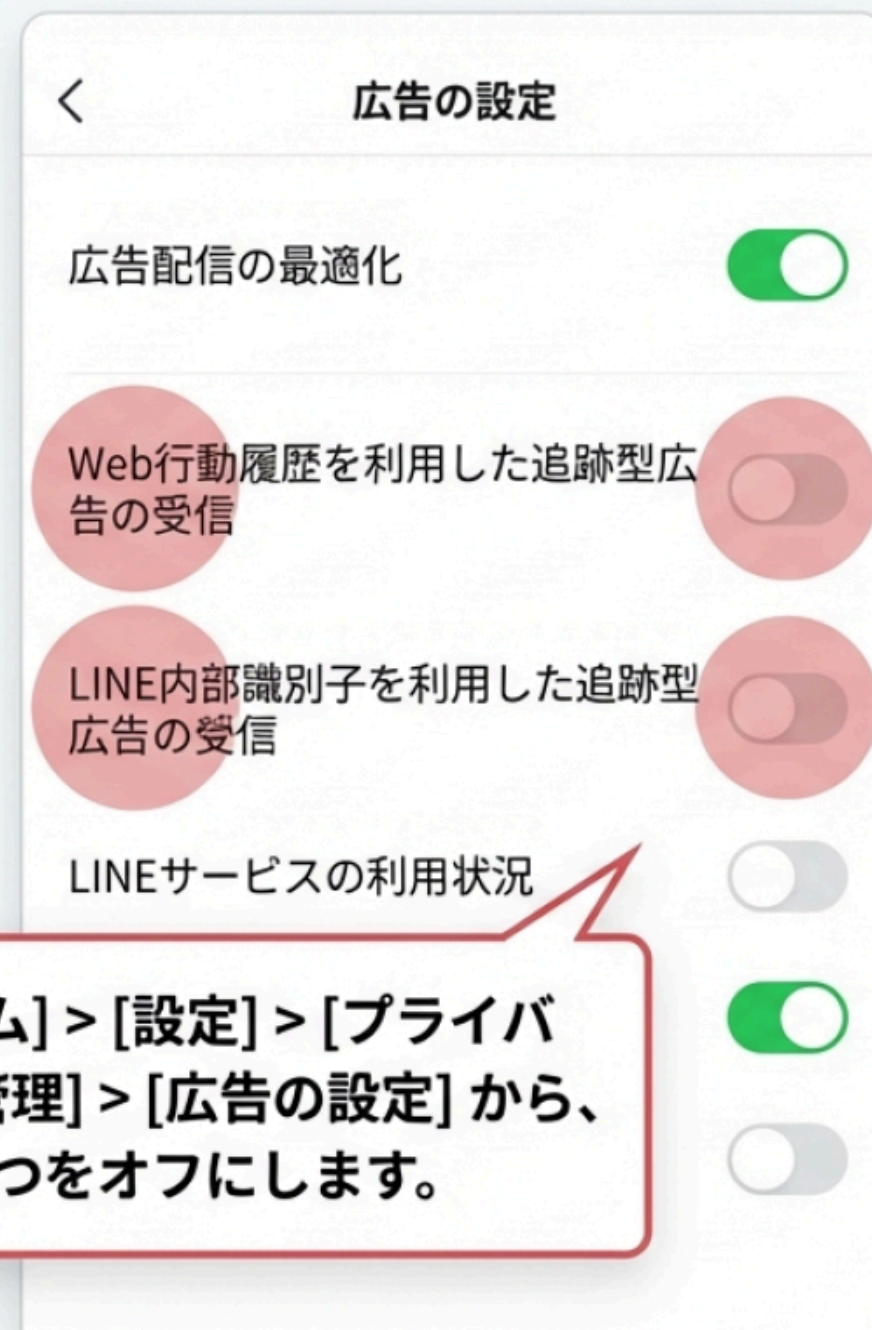 広告の設定
広告配信の最適化
Web行動履歴を利用した追跡型広
告の受信
LINE内部識別子を利用した追跡型
広告の受信
LINEサービスの利用状況
ム] > [設定] > [プライバ
管理] > [広告の設定] から、
つをオフにします。